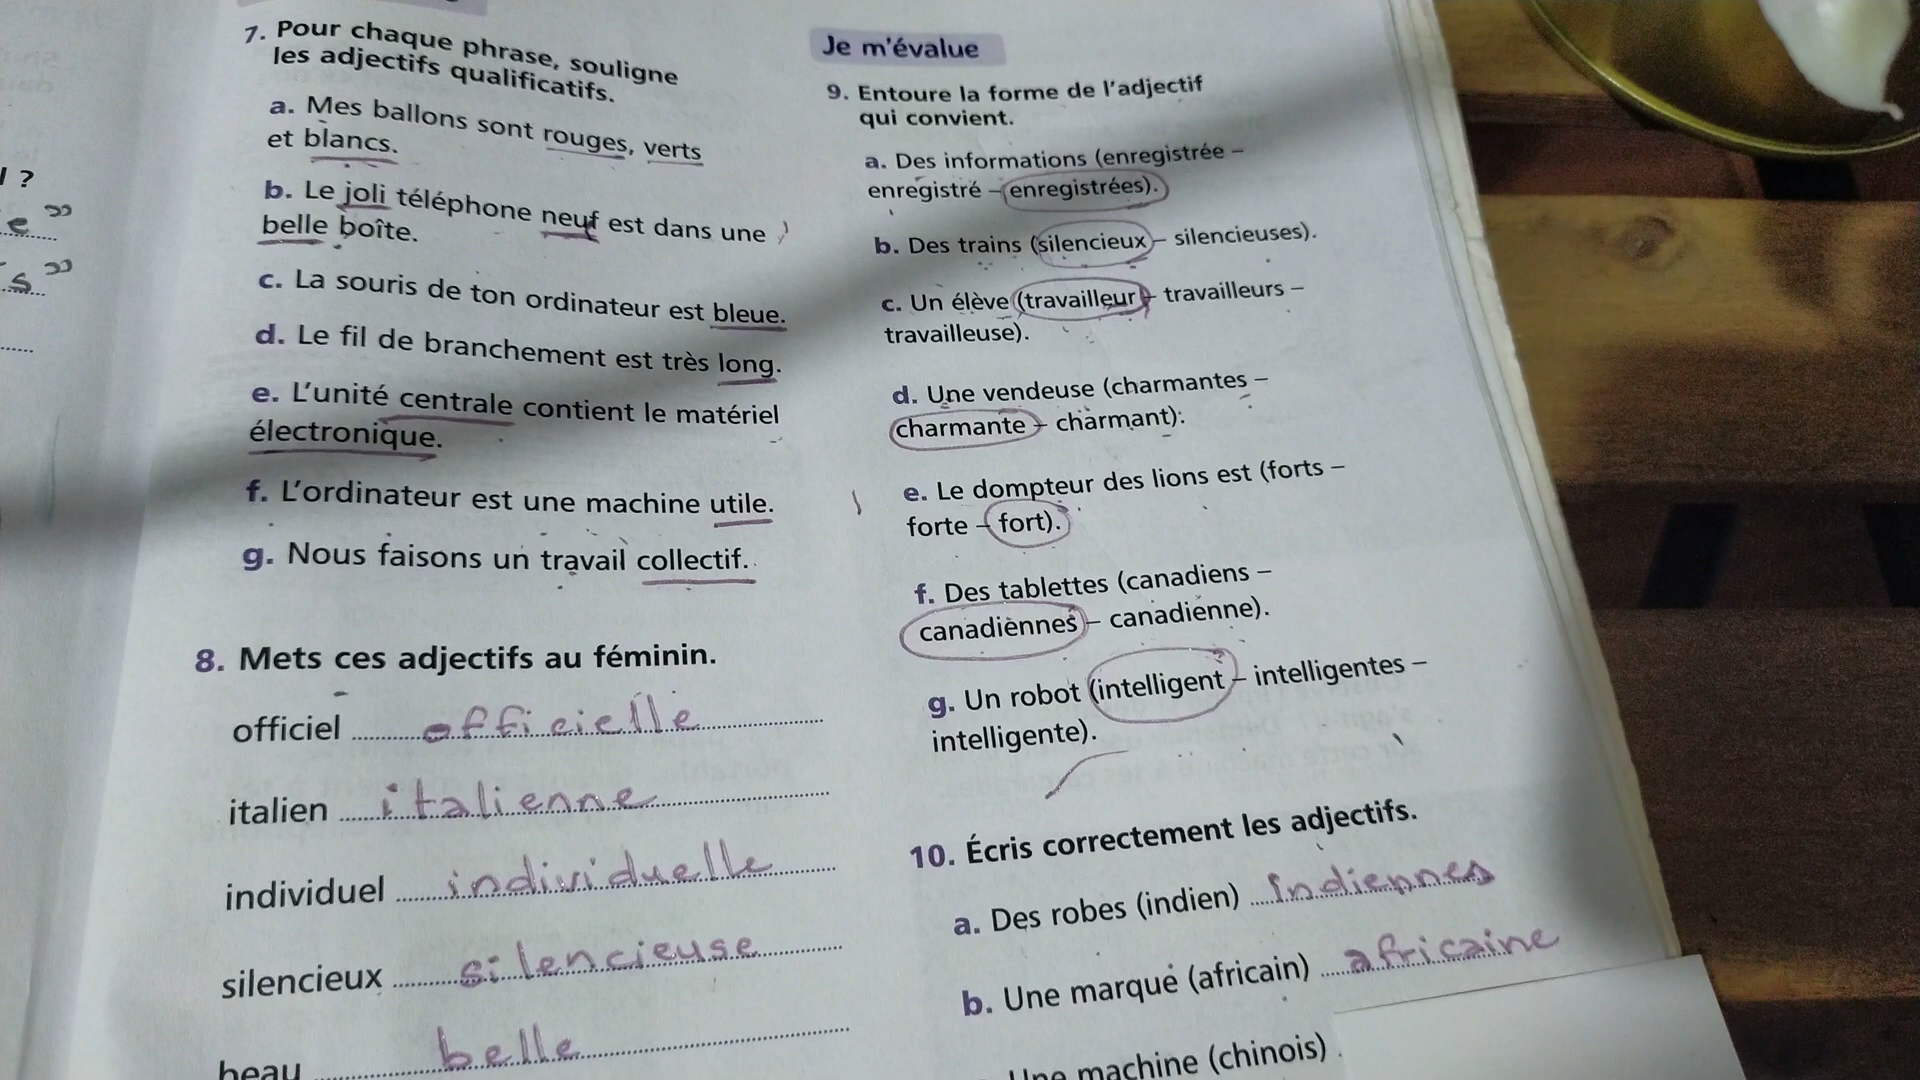 7. Pour chaque phrase, souligne
les adjectifs qualificatifs.
a. Mes ballons sont rouges, verts
et blancs.
b. Le joli téléphone neuf est dans une
belle boîte.
c. La souris de ton ordinateur est bleue.
d. Le fil de branchement est très long.
e. L'unité centrale contient le matériel
électronique.
f. L'ordinateur est une machine utile.
g. Nous faisons un travail collectif.
8. Mets ces adjectifs au féminin.
officiel officielle
italien italienne
individuel individuelle
silencieux silencieuse
beau belle
Je m'évalue
9. Entoure la forme de l'adjectif
qui convient.
a. Des informations (enregistrée –
enregistré – enregistrées).
b. Des trains (silencieux – silencieuses).
c. Un élève (travailleur – travailleurs –
travailleuse).
d. Une vendeuse (charmantes –
charmante – charmant).
e. Le dompteur des lions est (forts –
forte – fort).
f. Des tablettes (canadiens –
canadiennes – canadienne).
g. Un robot (intelligent – intelligentes –
intelligente).
10. Écris correctement les adjectifs.
a. Des robes (indien) indiennes
b. Une marque (africain) africaine
Une machine (chinois)